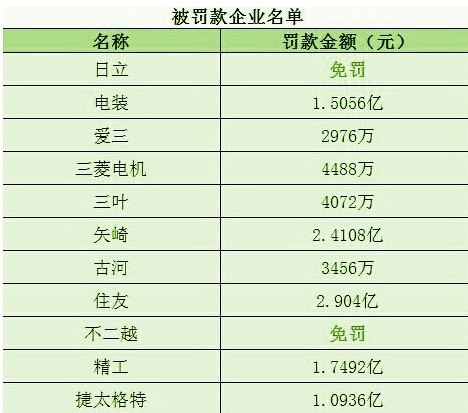 被罚款企业名单
名称 罚款金额（元）
日立 免罚
电装 1.5056亿
爱三 2976万
三菱电机 4488万
三叶 4072万
矢崎 2.4108亿
古河 3456万
住友 2.904亿
不二越 免罚
精工 1.7492亿
捷太格特 1.0936亿